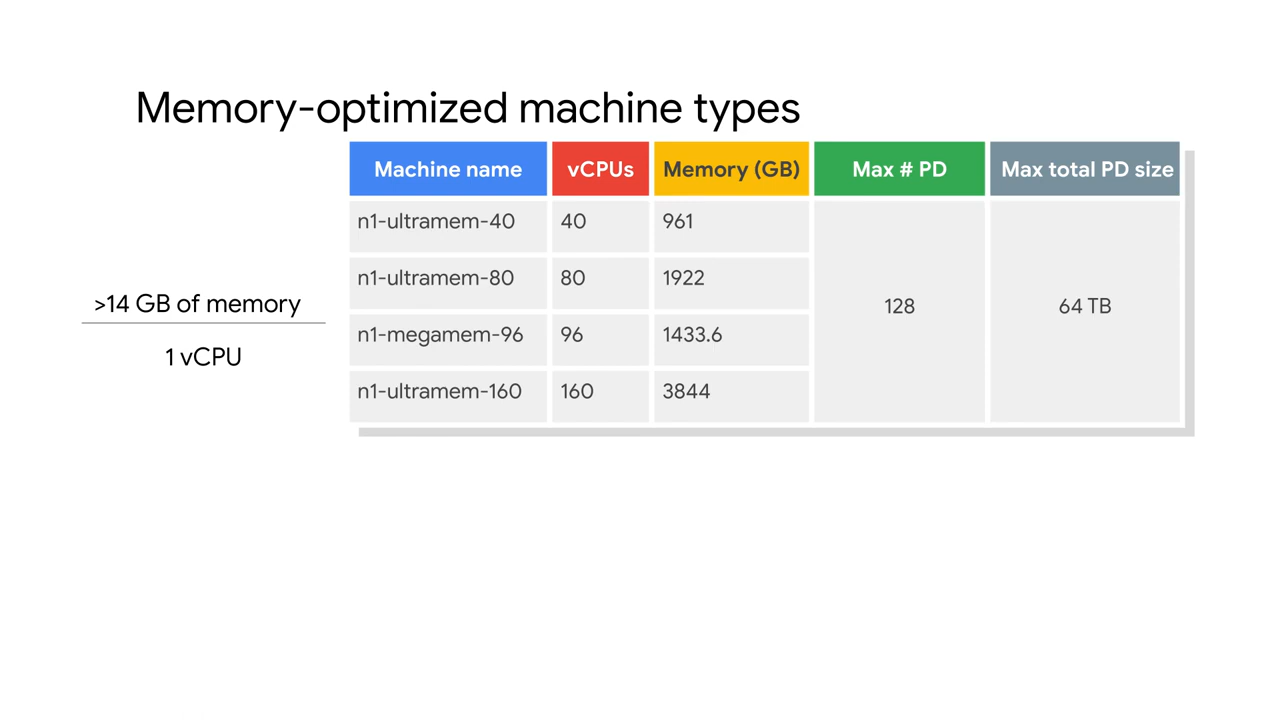 Memory-optimized machine types
Machine name vCPUs Memory (GB) Max # PD Max total PD size
n1-ultramem-40 40 961
n1-ultramem-80 80 1922
>14 GB of memory
1 vCPU
n1-megamem-96 96 1433.6
n1-ultramem-160 160 3844
128
64 TB